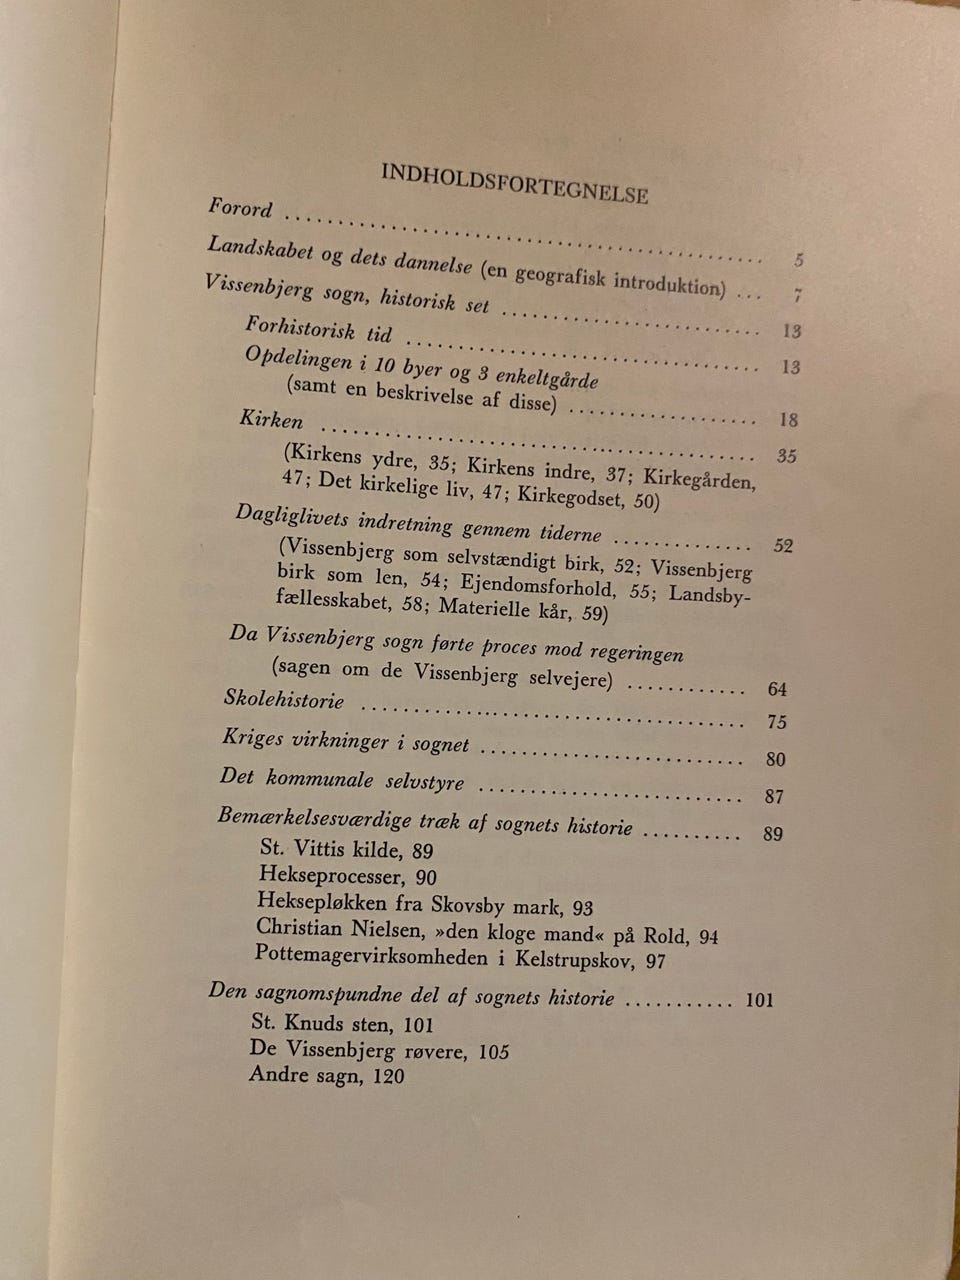 INDHOLDSFORTEGNELSE
Forord ........................................ 5
Landskabet og dets dannelse (en geografisk introduktion) ... 7
Vissenbjerg sogn, historisk set ......................... 13
Forhistorisk tid ................................. 13
Opdelingen i 10 byer og 3 enkeltgårde
(samt en beskrivelse af disse) .................. 18
Kirken ......................................... 35
(Kirkens ydre, 35; Kirkens indre, 37; Kirkegården,
47; Det kirkelige liv, 47; Kirkegodset, 50)
Dagliglivets indretning gennem tiderne .............. 52
(Vissenbjerg som selvstændigt birk, 52; Vissenbjerg
birk som len, 54; Ejendomsforhold, 55; Landsby-
fællesskabet, 58; Materielle kår, 59)
Da Vissenbjerg sogn førte proces mod regeringen
(sagen om de Vissenbjerg selvejere) ............ 64
Skolehistorie ..................................... 75
Kriges virkninger i sognet ......................... 80
Det kommunale selvstyre ......................... 87
Bemærkelsesværdige træk af sognets historie .......... 89
St. Vittis kilde, 89
Hekseprocesser, 90
Heksepløkken fra Skovsby mark, 93
Christian Nielsen, »den kloge mand« på Rold, 94
Pottemagervirksomheden i Kelstrupskov, 97
Den sagnomspundne del af sognets historie ........... 101
St. Knuds sten, 101
De Vissenbjerg røvere, 105
Andre sagn, 120